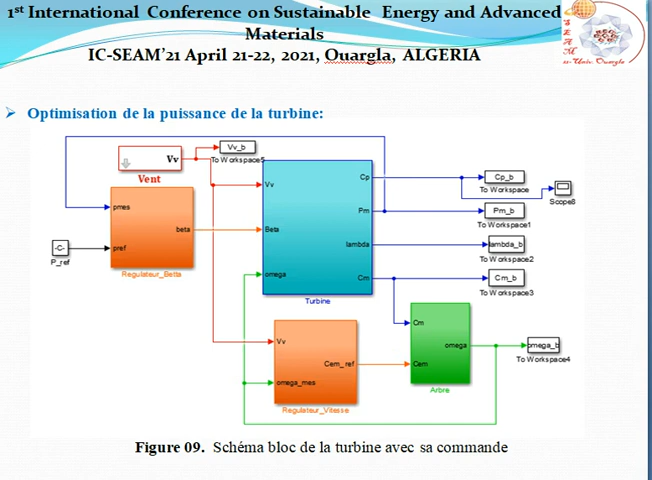 1st International Conference on Sustainable Energy and Advanced
Materials
IC-SEAM'21 April 21-22, 2021, Ouargla, ALGERIA
SEAM
21-Univ. Ouargla
➢ Optimisation de la puissance de la turbine:
Vv
Vent
Vv_b
To Workspace5
pmes
pref
beta
Regulateur_Betta
-C-
P_ref
Vv
Beta
omega
Cp
Pm
lambda
Cm
Turbine
Cp_b
To Workspace
Scope8
Pm_b
To Workspace1
lambda_b
To Workspace2
Cm_b
To Workspace3
Vv
omega_mes
Cem_ref
Regulateur_Vitesse
Cm
Cem
omega
Arbre
omega_b
To Workspace4
Figure 09. Schéma bloc de la turbine avec sa commande